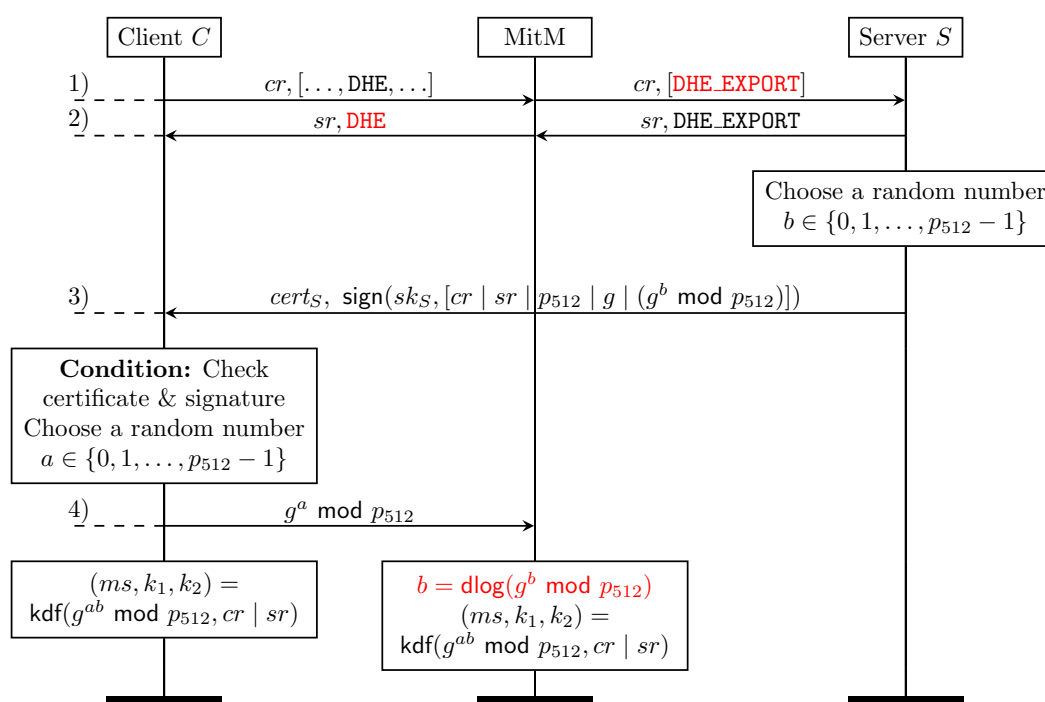 Client C
MitM
Server S
1)
cr, [..., DHE, ...]
cr, [DHE_EXPORT]
2)
sr, DHE
sr, DHE_EXPORT
Choose a random number
b ∈ {0, 1, ..., p₅₁₂ − 1}
3)
cert_S, sign(sk_S, [cr | sr | p₅₁₂ | g | (g^b mod p₅₁₂)])
Condition: Check
certificate & signature
Choose a random number
a ∈ {0, 1, ..., p₅₁₂ − 1}
4)
g^a mod p₅₁₂
(ms, k₁, k₂) =
kdf(g^ab mod p₅₁₂, cr | sr)
b = dlog(g^b mod p₅₁₂)
(ms, k₁, k₂) =
kdf(g^ab mod p₅₁₂, cr | sr)